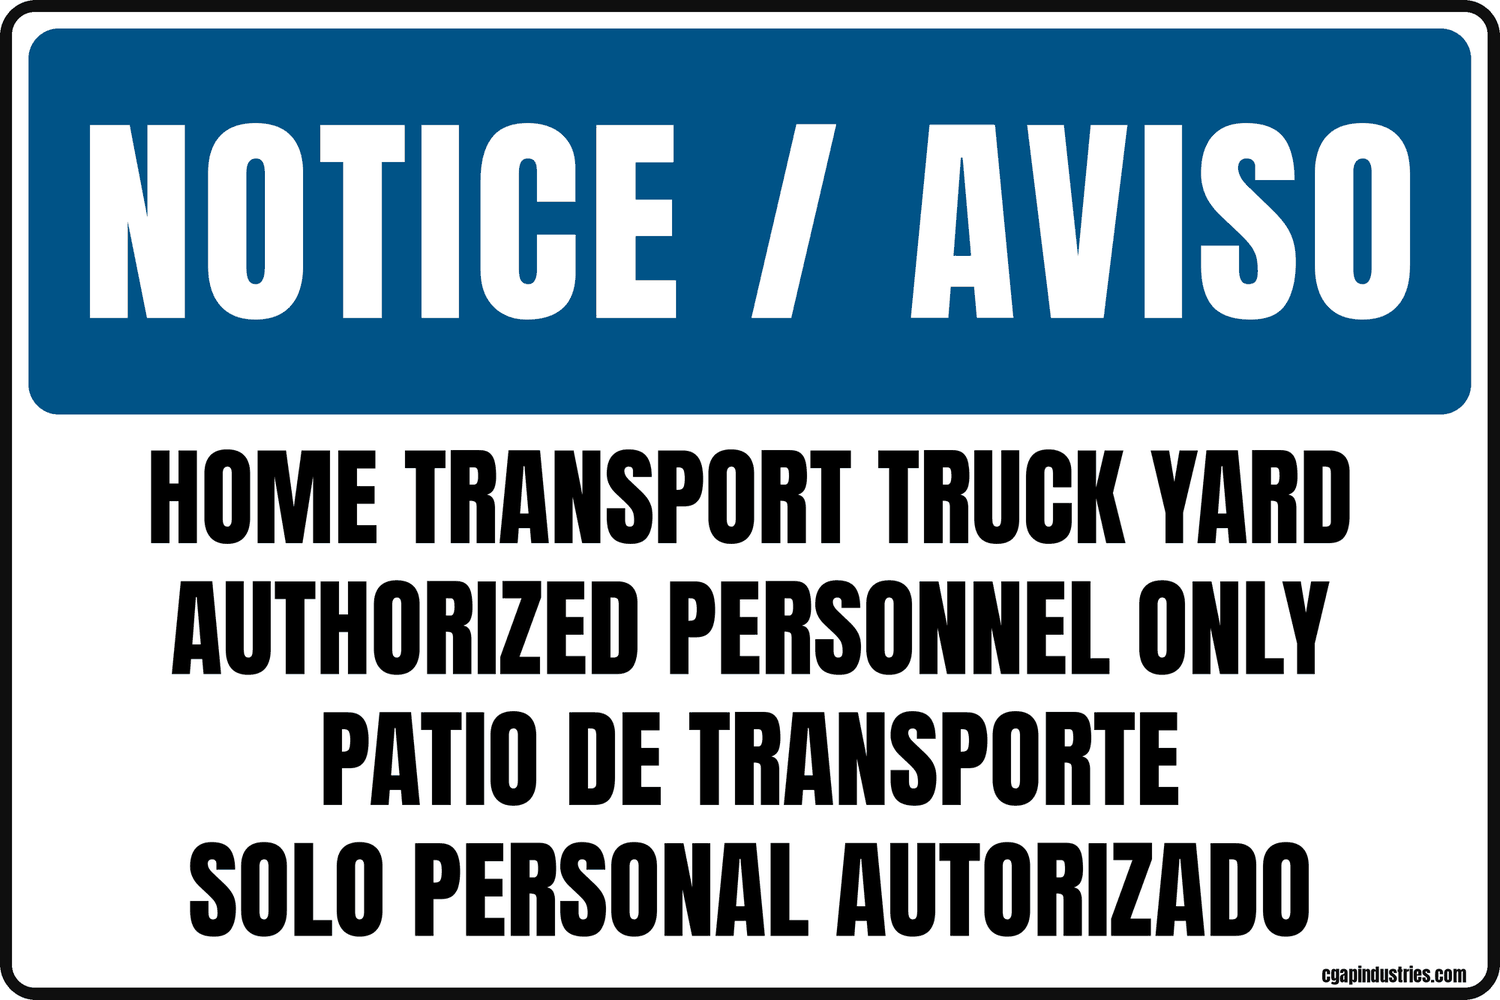 NOTICE / AVISO
HOME TRANSPORT TRUCK YARD
AUTHORIZED PERSONNEL ONLY
PATIO DE TRANSPORTE
SOLO PERSONAL AUTORIZADO
cgapindustries.com